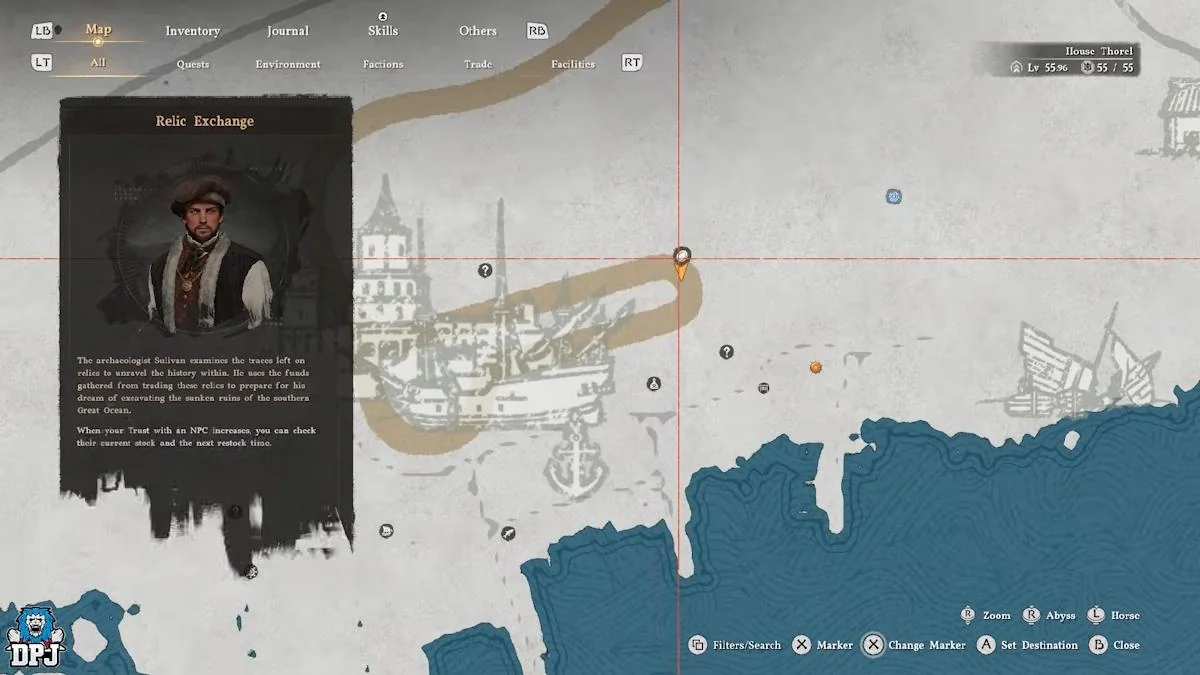 LB Map Inventory Journal Skills Others RB
LT All Quests Environment Factions Trade Facilities RT
House Thorel
Lv 55.96 55 / 55
Relic Exchange
The archaeologist Sulivan examines the traces left on
relics to unravel the history within. He uses the funds
gathered from trading these relics to prepare for his
dream of excavating the sunken ruins of the southern
Great Ocean.
When your Trust with an NPC increases, you can check
their current stock and the next restock time.
R Zoom R Abyss L Horse
Filters/Search X Marker X Change Marker A Set Destination B Close
DPJ